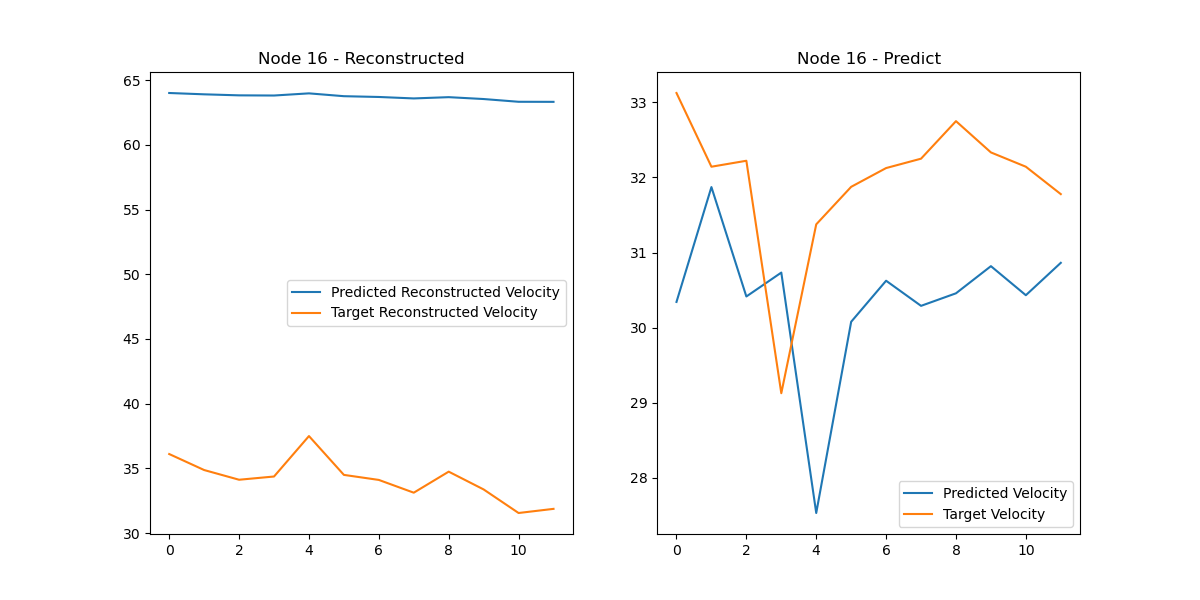 Node 16 - Reconstructed
65
60
55
50
45
40
35
30
0 2 4 6 8 10
Predicted Reconstructed Velocity
Target Reconstructed Velocity
Node 16 - Predict
33
32
31
30
29
28
0 2 4 6 8 10
Predicted Velocity
Target Velocity